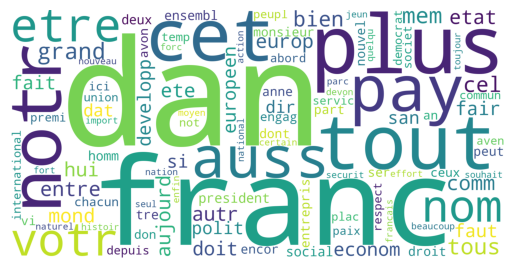 etre cet plus deux ensembl peupl monsieur avon temp forc nouveau
grand europ bien mem etat jeun quelqu nouvel democrat societ toujour action
notr dan abord pay cel
fait ici ete europeen developp anne servic parc commun devon
premi union dat import dir engag part san an fair aven
international hui auss dont tout not moyen national certain
homm entre si ser effort peut ceux
chacun aujourd franc nom comm
vi mond tre president entrepris plac respect securit souhait
votr seul nation autr polit paix francais faut beaucoup
depuis don enfin doit econom tous
naturel fort histoir encor social droit